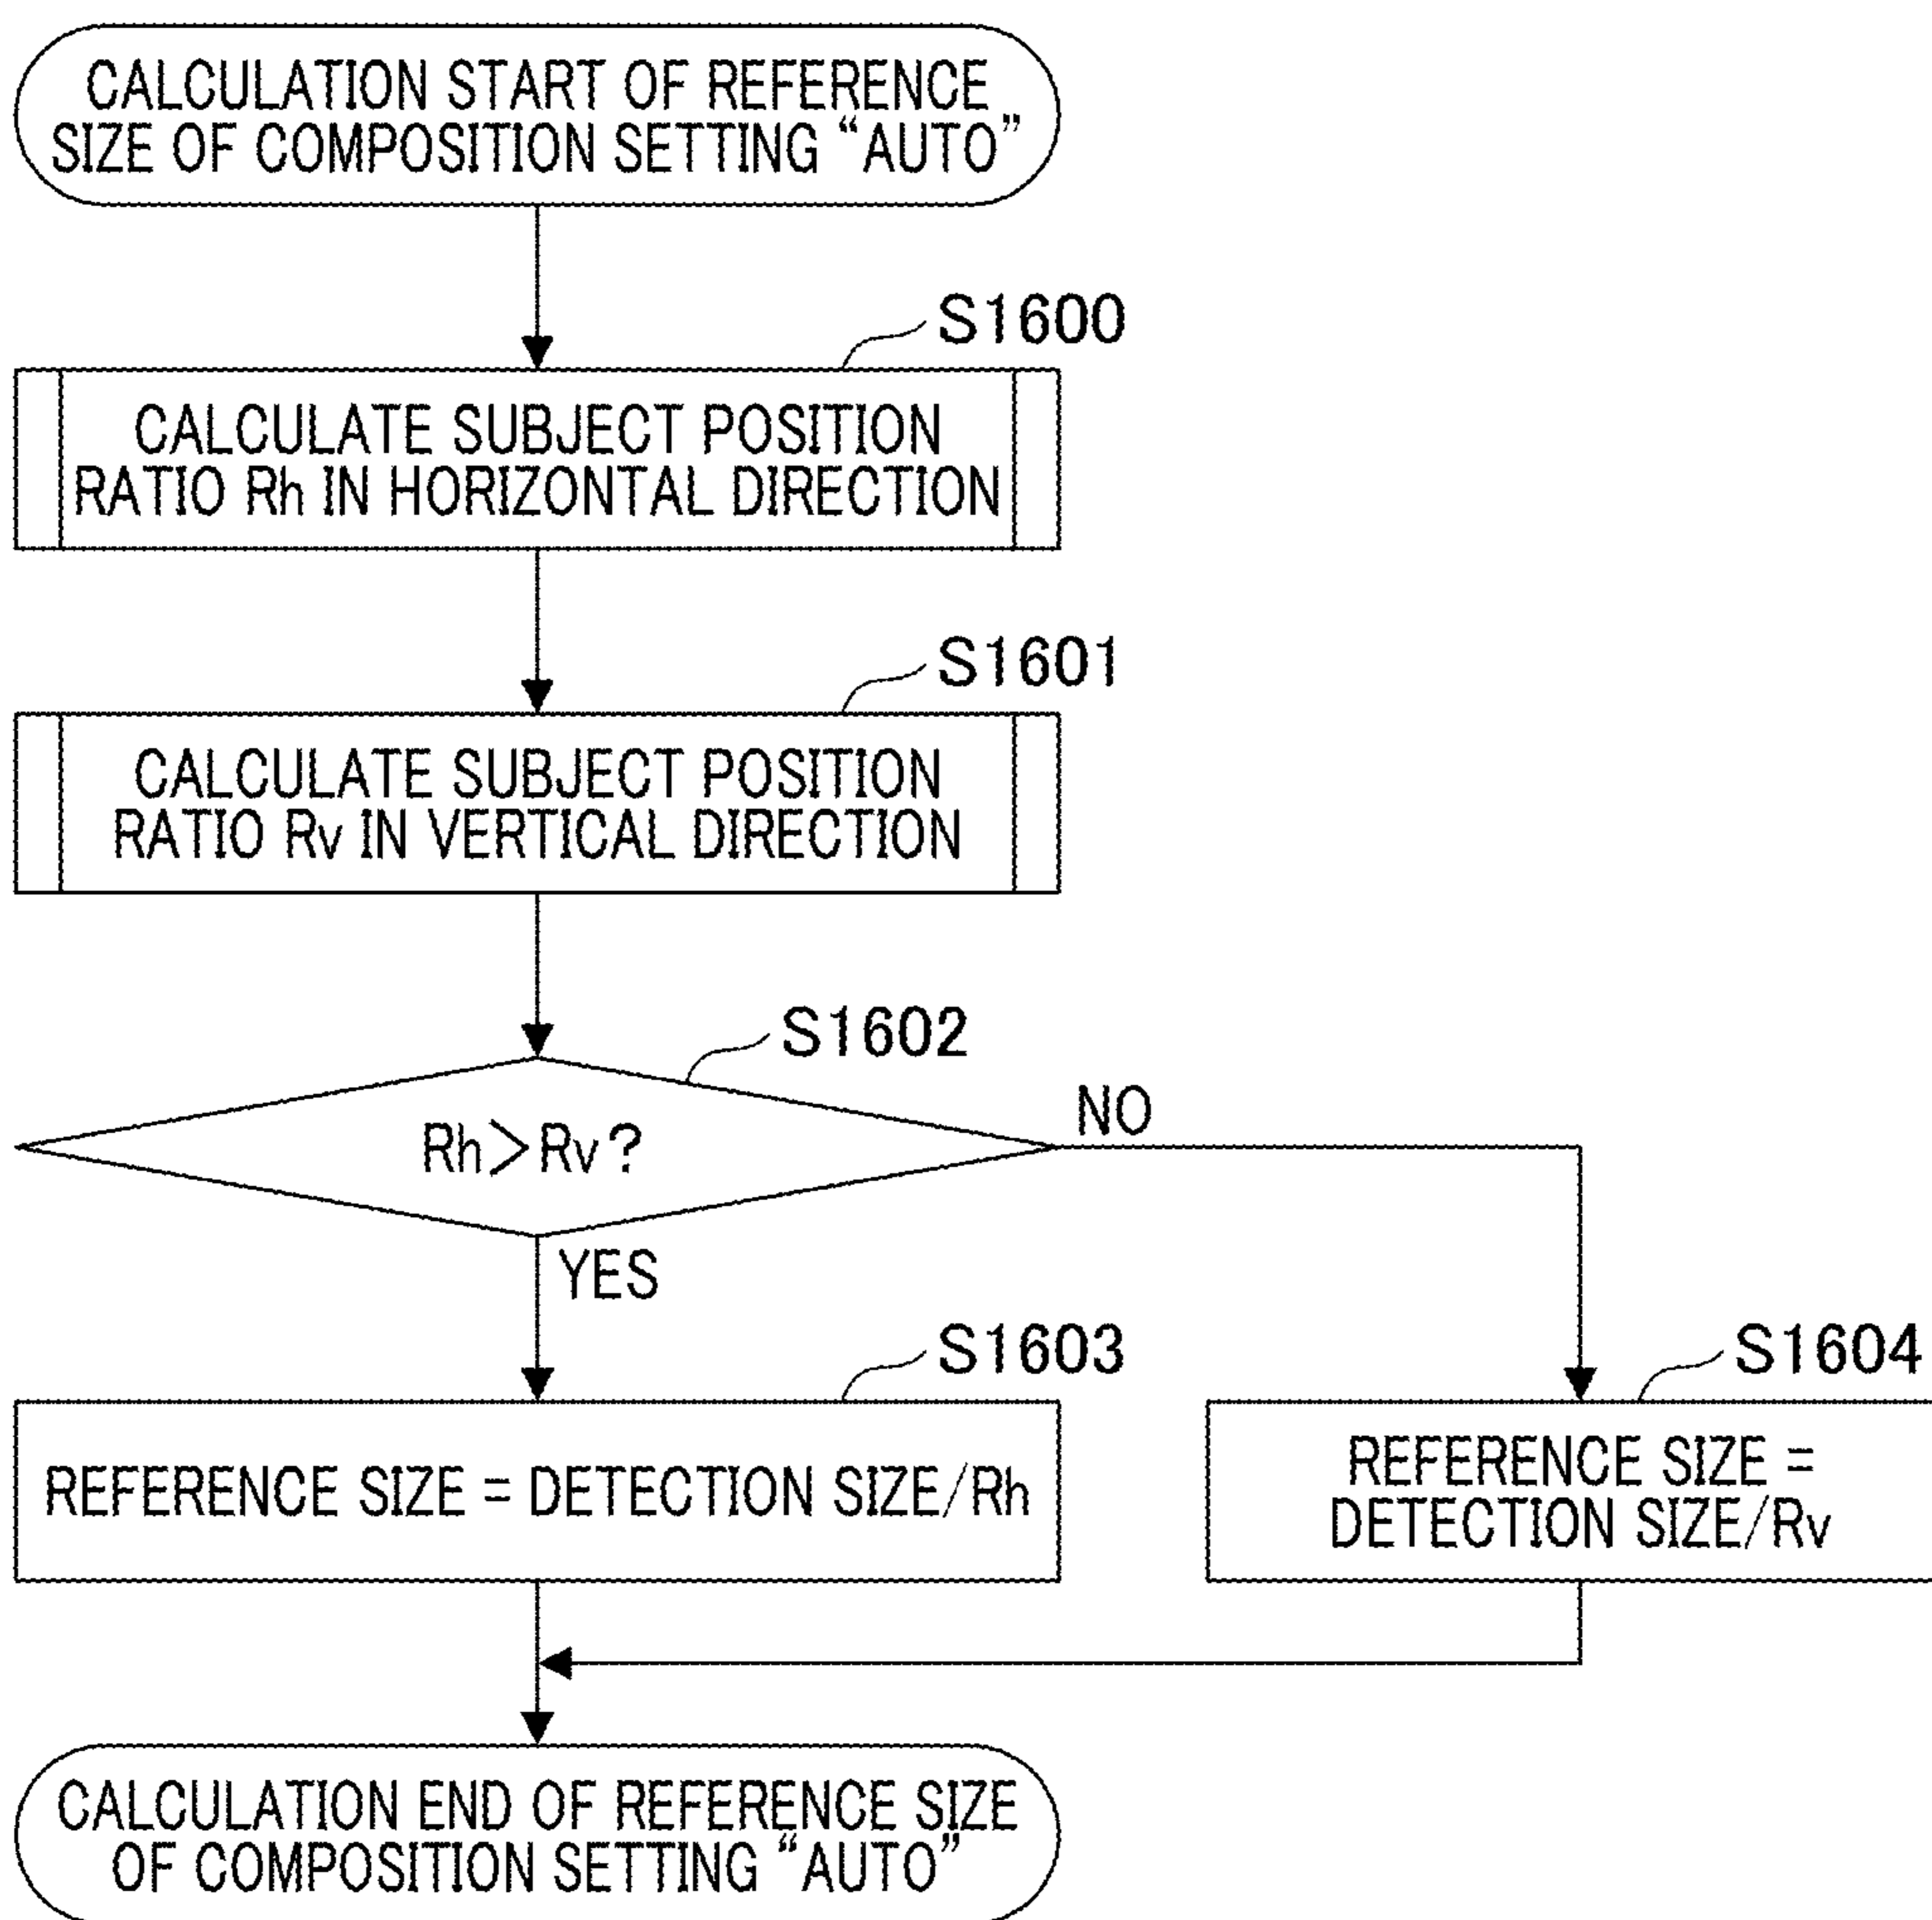 CALCULATION START OF REFERENCE
SIZE OF COMPOSITION SETTING “AUTO”
S1600
CALCULATE SUBJECT POSITION
RATIO Rh IN HORIZONTAL DIRECTION
S1601
CALCULATE SUBJECT POSITION
RATIO Rv IN VERTICAL DIRECTION
S1602
NO
Rh>Rv?
YES
S1603
REFERENCE SIZE = DETECTION SIZE/Rh
S1604
REFERENCE SIZE =
DETECTION SIZE/Rv
CALCULATION END OF REFERENCE SIZE
OF COMPOSITION SETTING “AUTO”